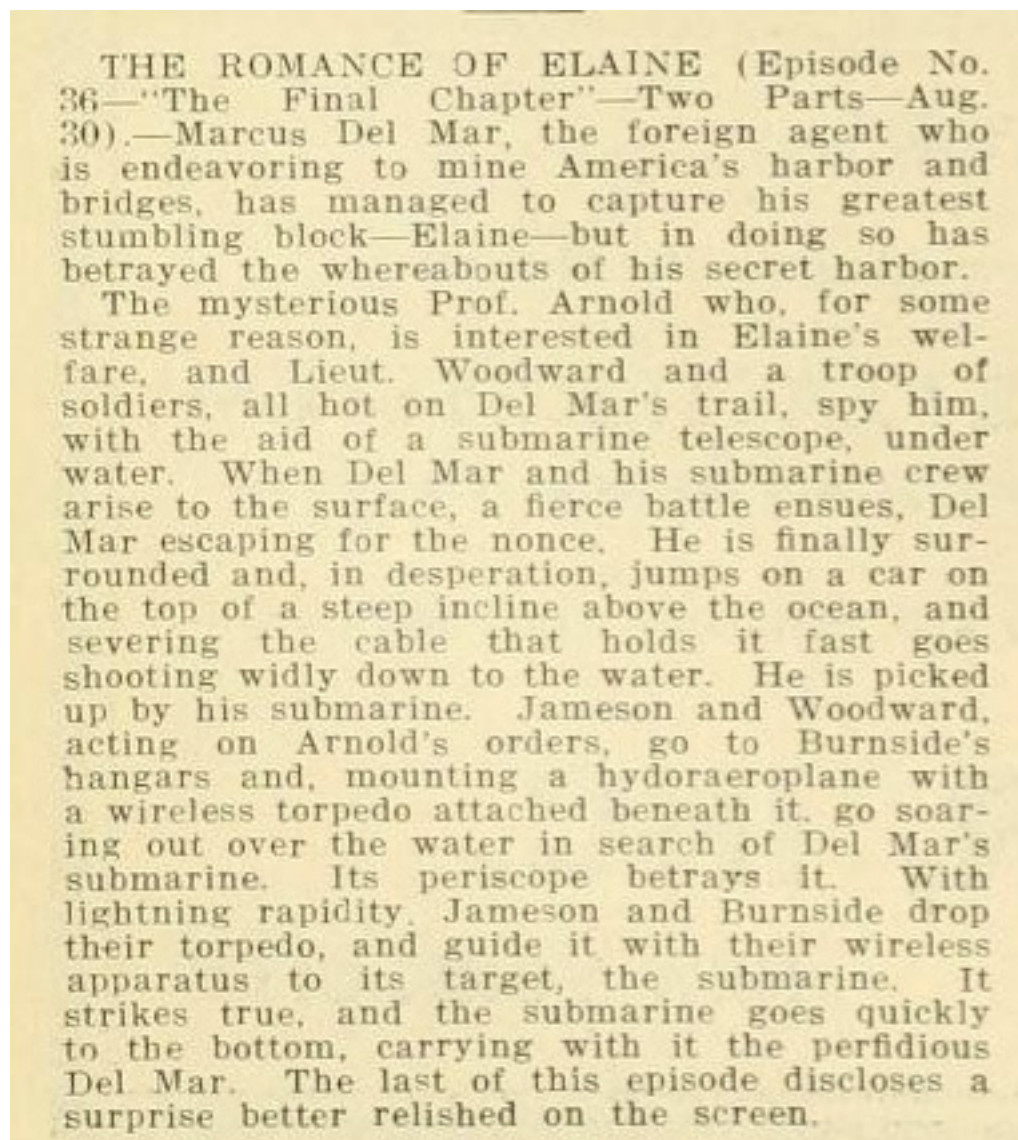 THE ROMANCE OF ELAINE (Episode No.
36—"The Final Chapter"—Two Parts—Aug.
30).—Marcus Del Mar, the foreign agent who
is endeavoring to mine America's harbor and
bridges, has managed to capture his greatest
stumbling block—Elaine—but in doing so has
betrayed the whereabouts of his secret harbor.
The mysterious Prof. Arnold who, for some
strange reason, is interested in Elaine's wel-
fare, and Lieut. Woodward and a troop of
soldiers, all hot on Del Mar's trail, spy him,
with the aid of a submarine telescope, under
water. When Del Mar and his submarine crew
arise to the surface, a fierce battle ensues, Del
Mar escaping for the nonce. He is finally sur-
rounded and, in desperation, jumps on a car on
the top of a steep incline above the ocean, and
severing the cable that holds it fast goes
shooting widly down to the water. He is picked
up by his submarine. Jameson and Woodward,
acting on Arnold's orders, go to Burnside's
hangars and, mounting a hydoraeroplane with
a wireless torpedo attached beneath it, go soar-
ing out over the water in search of Del Mar's
submarine. Its periscope betrays it. With
lightning rapidity, Jameson and Burnside drop
their torpedo, and guide it with their wireless
apparatus to its target, the submarine. It
strikes true, and the submarine goes quickly
to the bottom, carrying with it the perfidious
Del Mar. The last of this episode discloses a
surprise better relished on the screen.